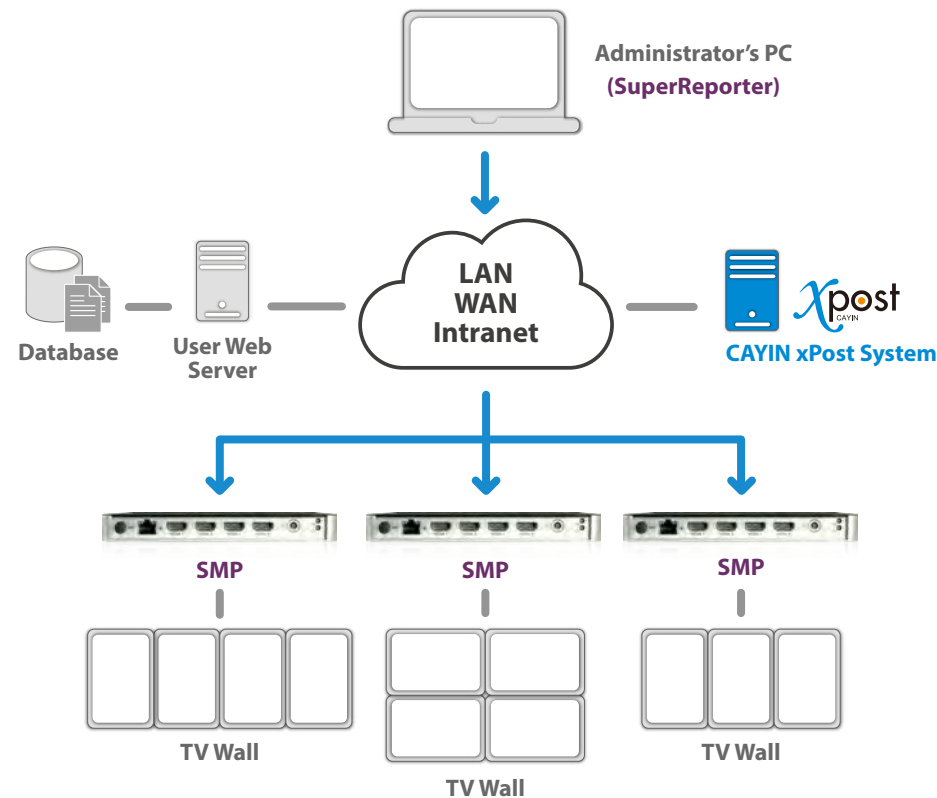 Administrator's PC
(SuperReporter)
LAN
WAN
Intranet
Database
User Web
Server
Xpost
CAYIN
CAYIN xPost System
SMP
SMP
SMP
TV Wall
TV Wall
TV Wall